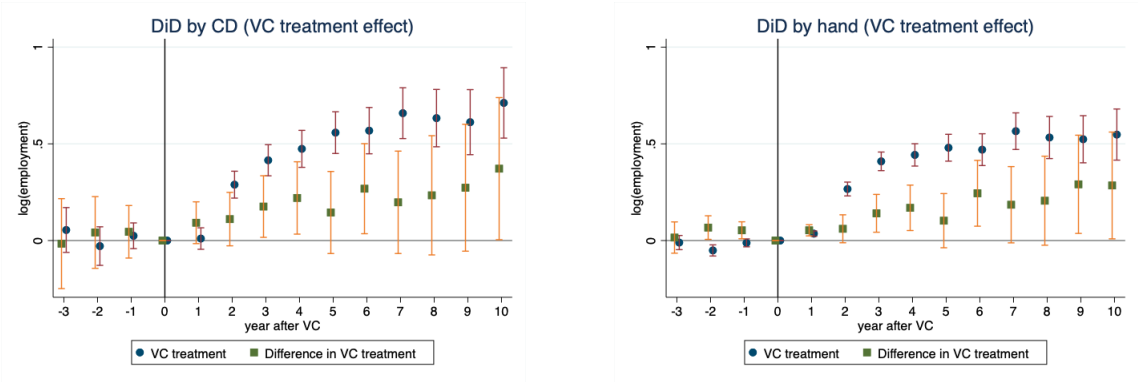 DiD by CD (VC treatment effect)
1
.5
0
log(employment)
-3 -2 -1 0 1 2 3 4 5 6 7 8 9 10
year after VC
VC treatment Difference in VC treatment
DiD by hand (VC treatment effect)
1
.5
0
log(employment)
-3 -2 -1 0 1 2 3 4 5 6 7 8 9 10
year after VC
VC treatment Difference in VC treatment